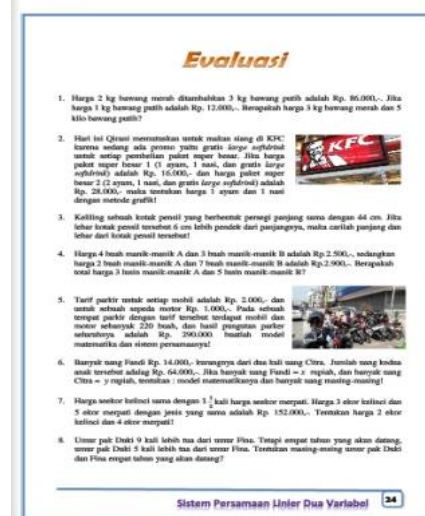 Evaluasi
1. Harga 2 kg bawang merah ditambahkan 3 kg bawang putih adalah Rp. 86.000,-. Jika
harga 1 kg bawang putih adalah Rp. 12.000,-. Berapakah harga 3 kg bawang merah dan 5
kilo bawang putih?
2. Hari ini Qirani memutuskan untuk makan siang di KFC
karena sedang ada promo yaitu gratis large softdrink
untuk setiap pembelian paket super besar. Jika harga
paket super besar 1 (1 ayam, 1 nasi, dan gratis large
softdrink) adalah Rp. 16.000,- dan harga paket super
besar 2 (2 ayam, 1 nasi, dan gratis large softdrink) adalah
Rp. 28.000,- maka tentukan harga 1 ayam dan 1 nasi
dengan metode grafik!
KFC
3. Keliling sebuah kotak pensil yang berbentuk persegi panjang sama dengan 44 cm. Jika
lebar kotak pensil tersebut 6 cm lebih pendek dari panjangnya, maka carilah panjang dan
lebar dari kotak pensil tersebut!
4. Harga 4 buah manik-manik A dan 3 buah manik-manik B adalah Rp 2.500,-, sedangkan
harga 2 buah manik-manik A dan 7 buah manik-manik B adalah Rp.2.900,-. Berapakah
total harga 3 lusin manik-manik A dan 5 lusin manik-manik B?
5. Tarif parkir untuk setiap mobil adalah Rp. 2.000,- dan
untuk sebuah sepeda motor Rp. 1.000,-. Pada sebuah
tempat parkir dengan tarif tersebut terdapat mobil dan
motor sebanyak 220 buah, dan hasil pungutan parker
seluruhnya adalah Rp. 290.000. buatlah model
matematika dan sistem persamaanya!
6. Banyak uang Fandi Rp. 14.000,- kurangnya dari dua kali uang Citra. Jumlah uang kedua
anak tersebut adalag Rp. 64.000,-. Jika banyak uang Fandi = x rupiah, dan banyak uang
Citra = y rupiah, tentukan : model matematikanya dan banyak uang masing-masing!
7. Harga seekor kelinci sama dengan kali harga seekor merpati. Harga 3 ekor kelinci dan
5 ekor merpati dengan jenis yang sama adalah Rp. 152.000,-. Tentukan harga 2 ekor
kelinci dan 4 ekor merpati!
8. Umur pak Duki 9 kali lebih tua dari umur Fina. Tetapi empat tahun yang akan datang,
umur pak Duki 5 kali lebih tua dari umur Fina. Tentukan masing-maing umur pak Duki
dan Fina empat tahun yang akan datang?
Sistem Persamaan Linier Dua Variabel 24